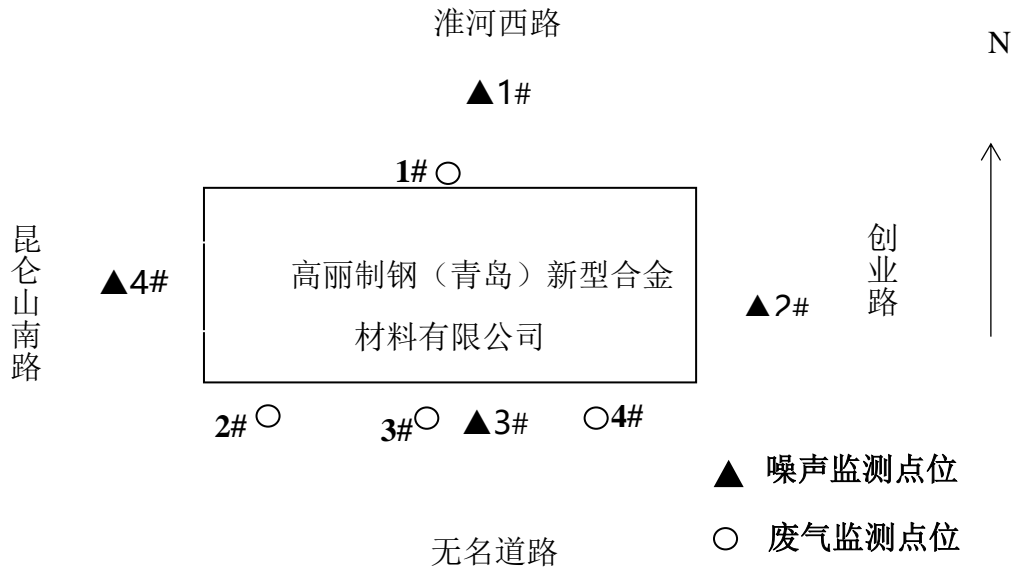 淮河西路
N
▲1#
1#○
昆仑山南路
▲4#
高丽制钢（青岛）新型合金
材料有限公司
▲2#
创业路
2#○
3#○
▲3#
○4#
▲ 噪声监测点位
○ 废气监测点位
无名道路